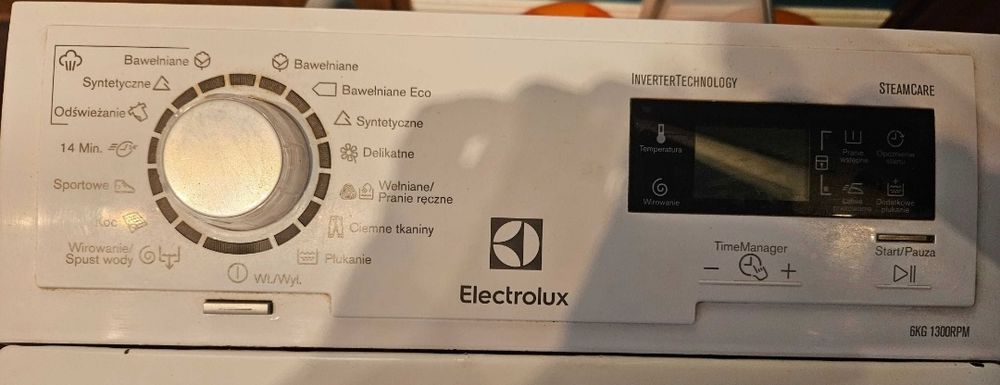 Bawełniane
Syntetyczne
Odświeżanie
14 Min.
Sportowe
Koc
Wirowanie/
Spust wody
Wł./Wył.
Bawełniane
Bawełniane Eco
Syntetyczne
Delikatne
Wełniane/
Pranie ręczne
Ciemne tkaniny
Płukanie
Electrolux
INVERTERTECHNOLOGY
STEAMCARE
Temperatura
Wirowanie
Pranie
wstępne
Opóźnienie
startu
Łatwe
prasowanie
Dodatkowe
płukanie
TimeManager
− +
Start/Pauza
6KG 1300RPM